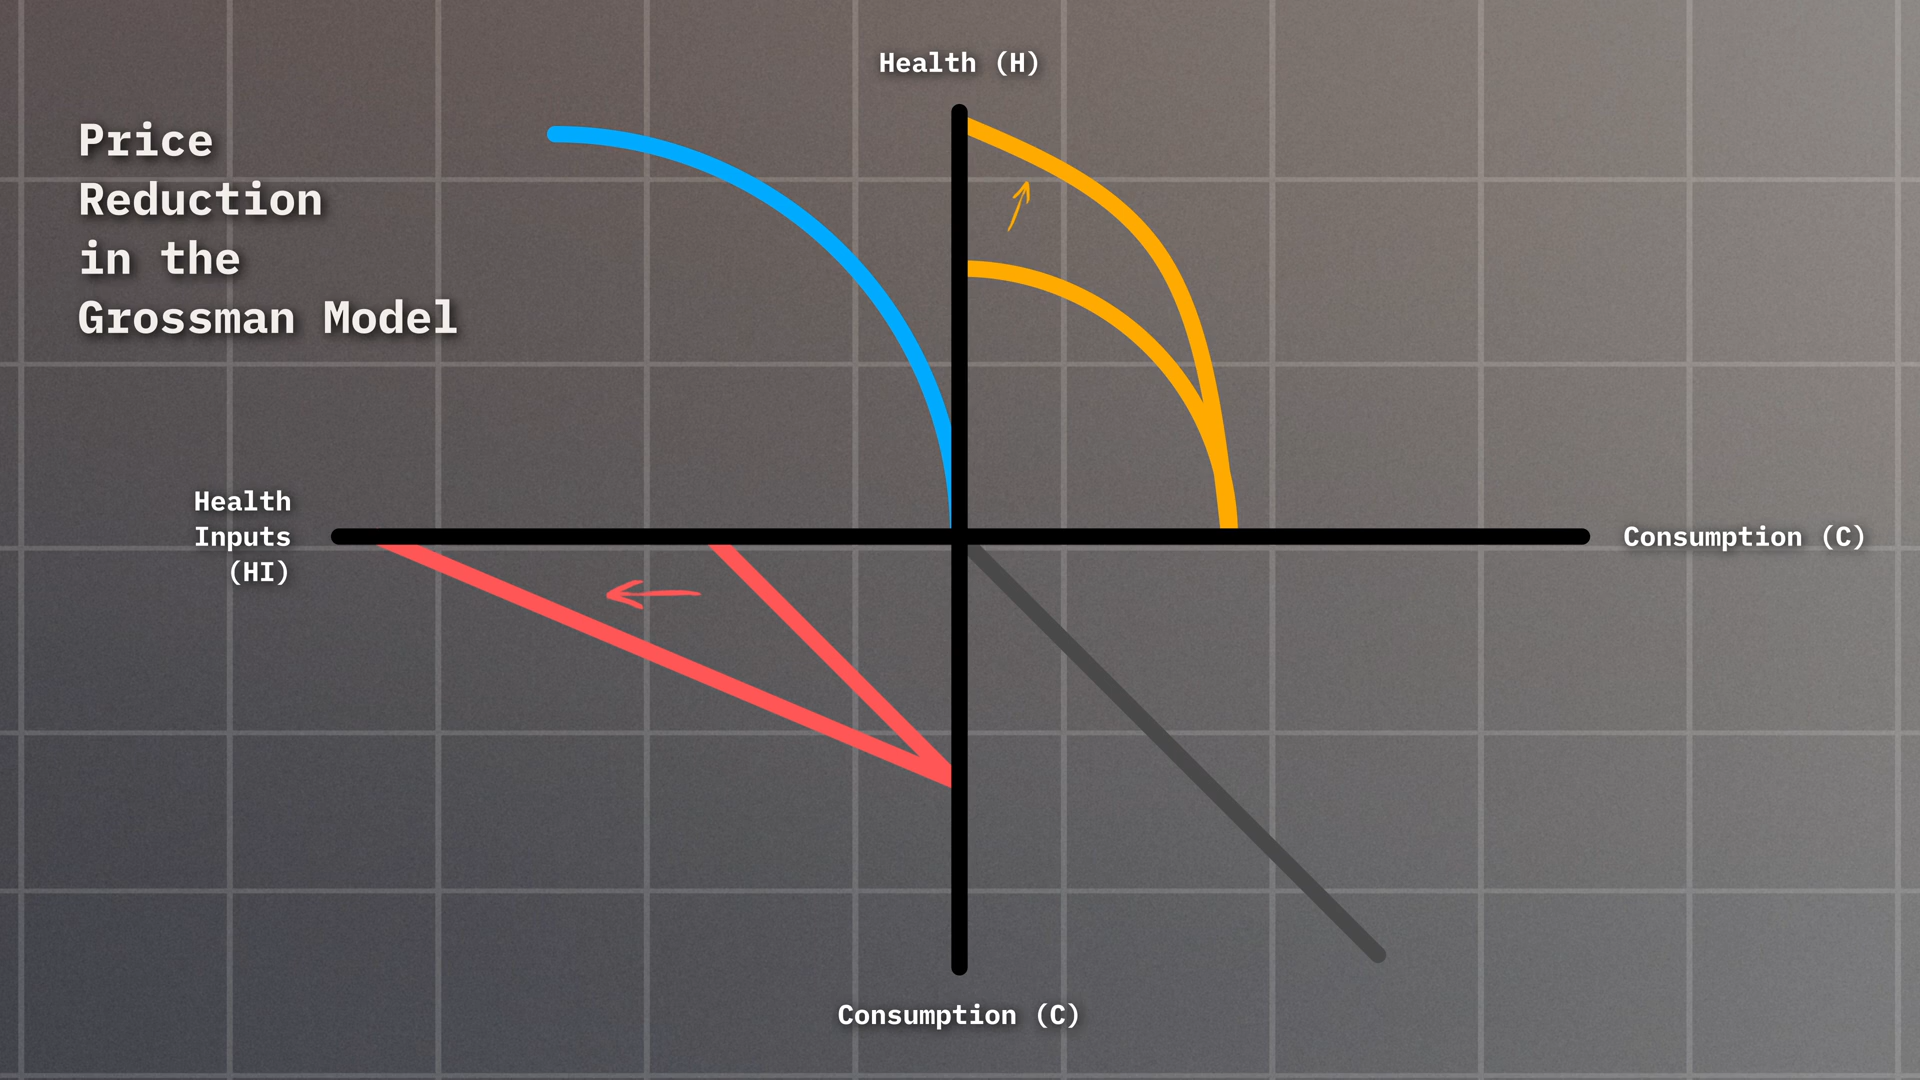 Price
Reduction
in the
Grossman Model
Health (H)
Health
Inputs
(HI)
Consumption (C)
Consumption (C)